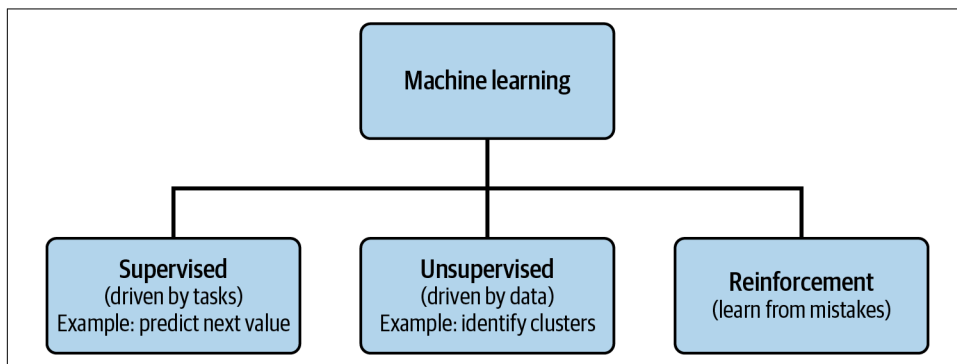 Machine learning
Supervised
(driven by tasks)
Example: predict next value
Unsupervised
(driven by data)
Example: identify clusters
Reinforcement
(learn from mistakes)